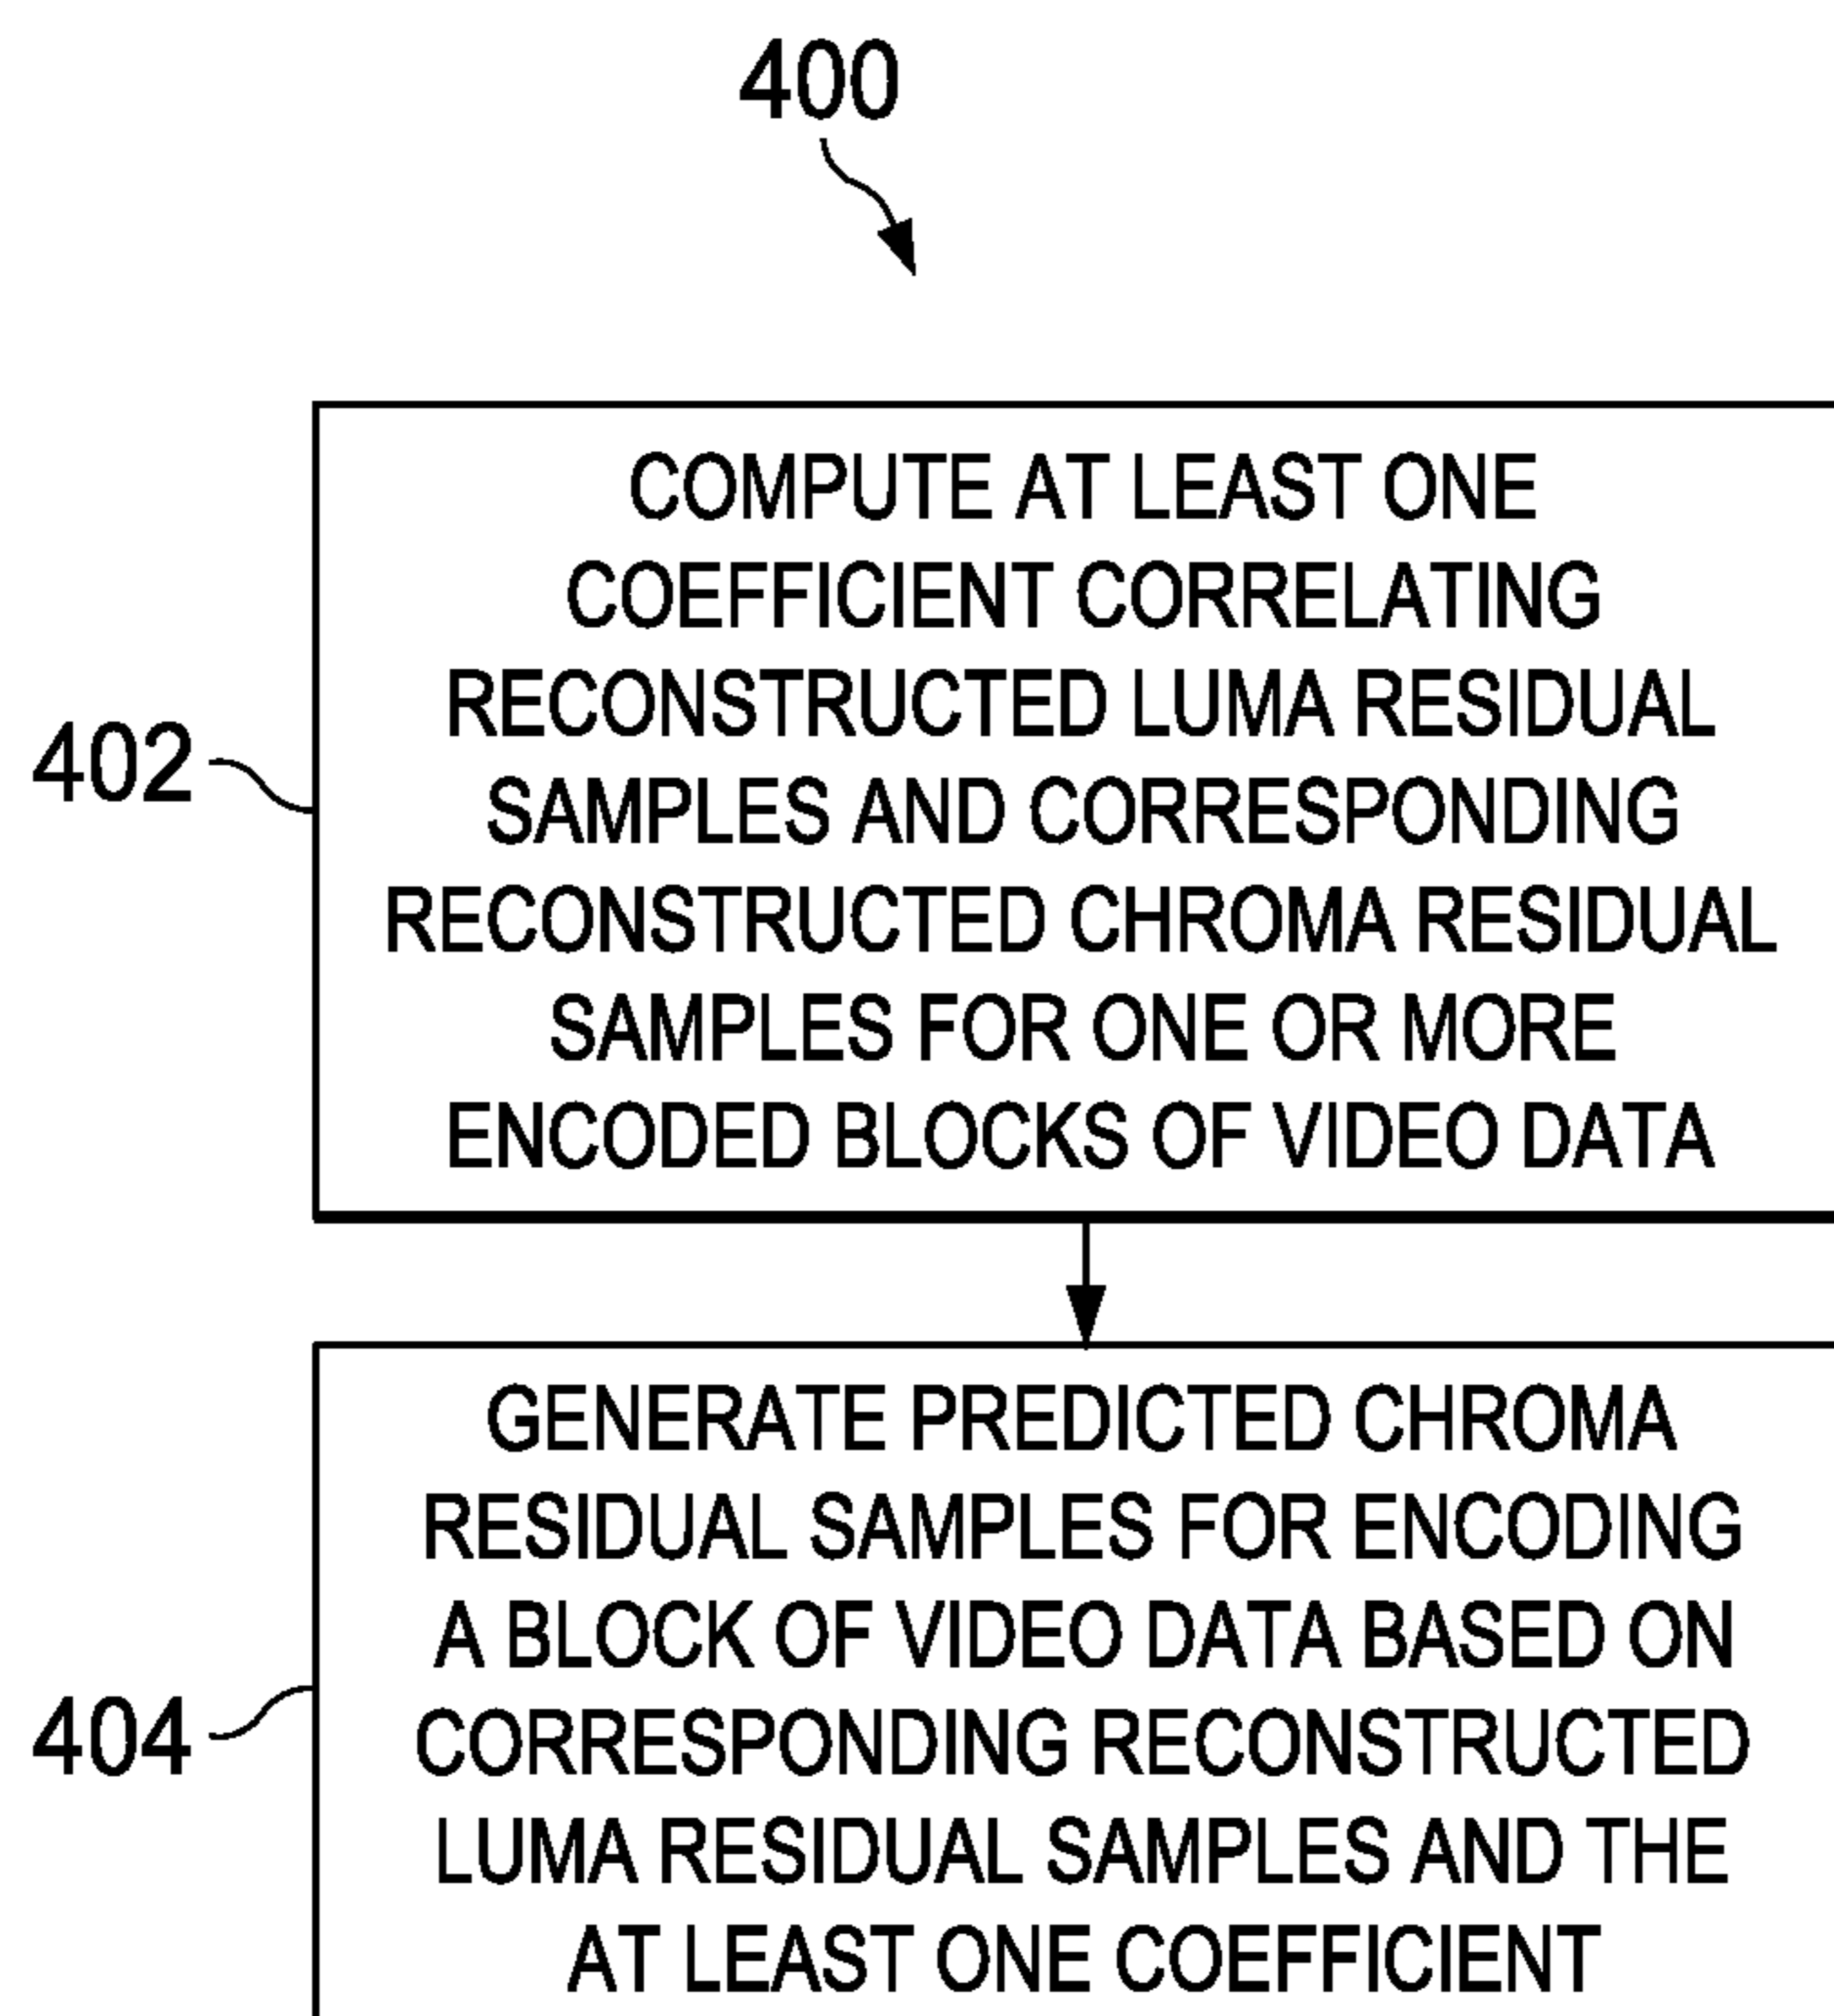 400
402
COMPUTE AT LEAST ONE
COEFFICIENT CORRELATING
RECONSTRUCTED LUMA RESIDUAL
SAMPLES AND CORRESPONDING
RECONSTRUCTED CHROMA RESIDUAL
SAMPLES FOR ONE OR MORE
ENCODED BLOCKS OF VIDEO DATA
404
GENERATE PREDICTED CHROMA
RESIDUAL SAMPLES FOR ENCODING
A BLOCK OF VIDEO DATA BASED ON
CORRESPONDING RECONSTRUCTED
LUMA RESIDUAL SAMPLES AND THE
AT LEAST ONE COEFFICIENT